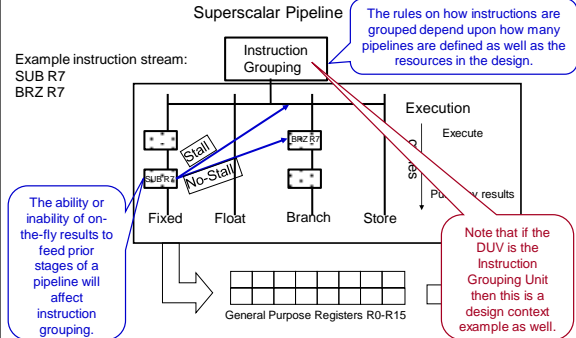 Superscalar Pipeline
The rules on how instructions are
grouped depend upon how many
pipelines are defined as well as the
resources in the design.
Instruction
Grouping
Example instruction stream:
SUB R7
BRZ R7
Execution
Execute
Stall
BRZ R7
SUB R7
No-Stall
results
Fixed
Float
Branch
Store
The ability or
inability of on-
the-fly results to
feed prior
stages of a
pipeline will
affect
instruction
grouping.
Note that if the
DUV is the
Instruction
Grouping Unit
then this is a
design context
example as well.
General Purpose Registers R0-R15